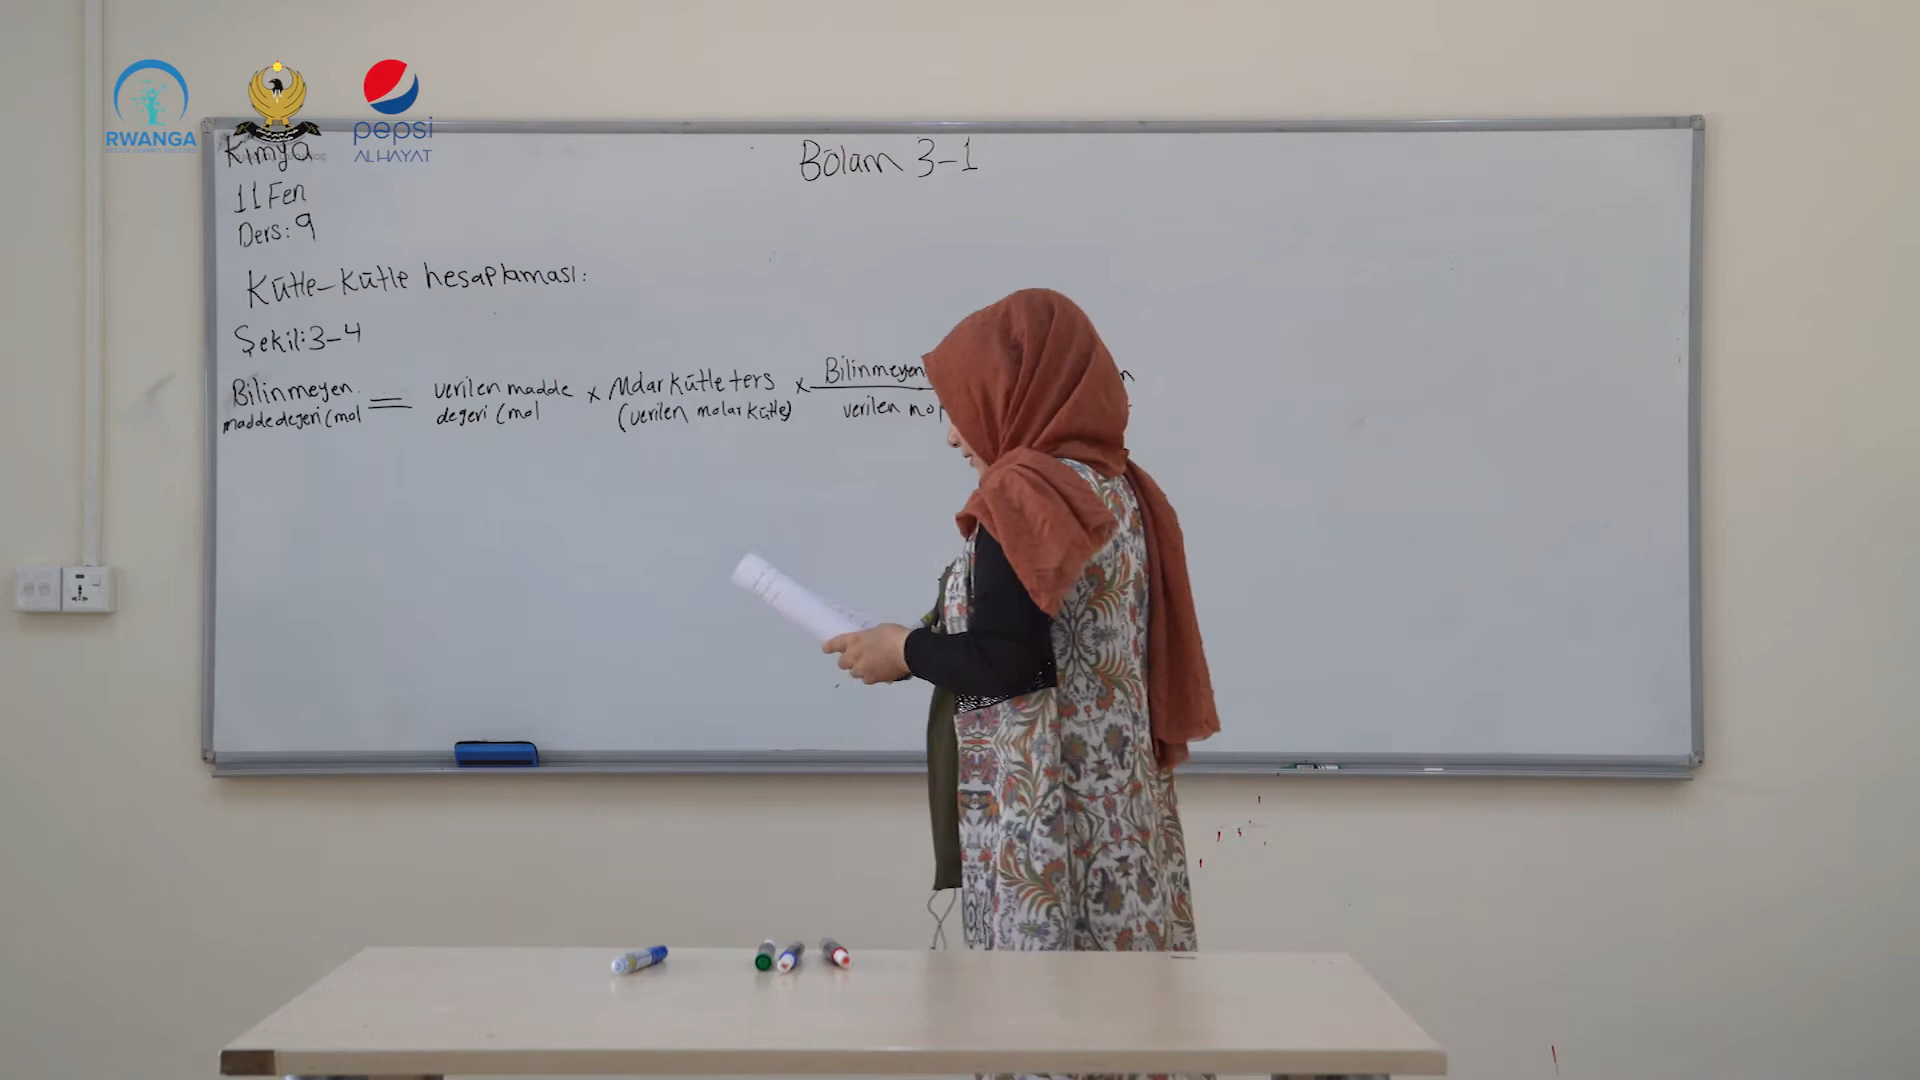 RWANGA
pepsi
AL HAYAT
Kimya
11 Fen
Ders: 9
Bölam 3-1
Kütle-Kütle hesaplaması:
Şekil: 3-4
Bilinmeyen = verilen madde x Molar Kütle ters x Bilinmeyen
madde değeri (mol değeri (mol (verilen molar kütle) verilen